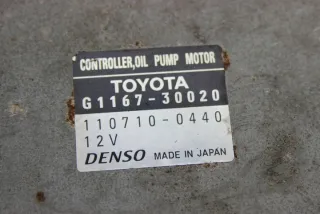 CONTROLLER,OIL PUMP MOTOR
TOYOTA
G1167-30020
110710-0440
12V
DENSO MADE IN JAPAN